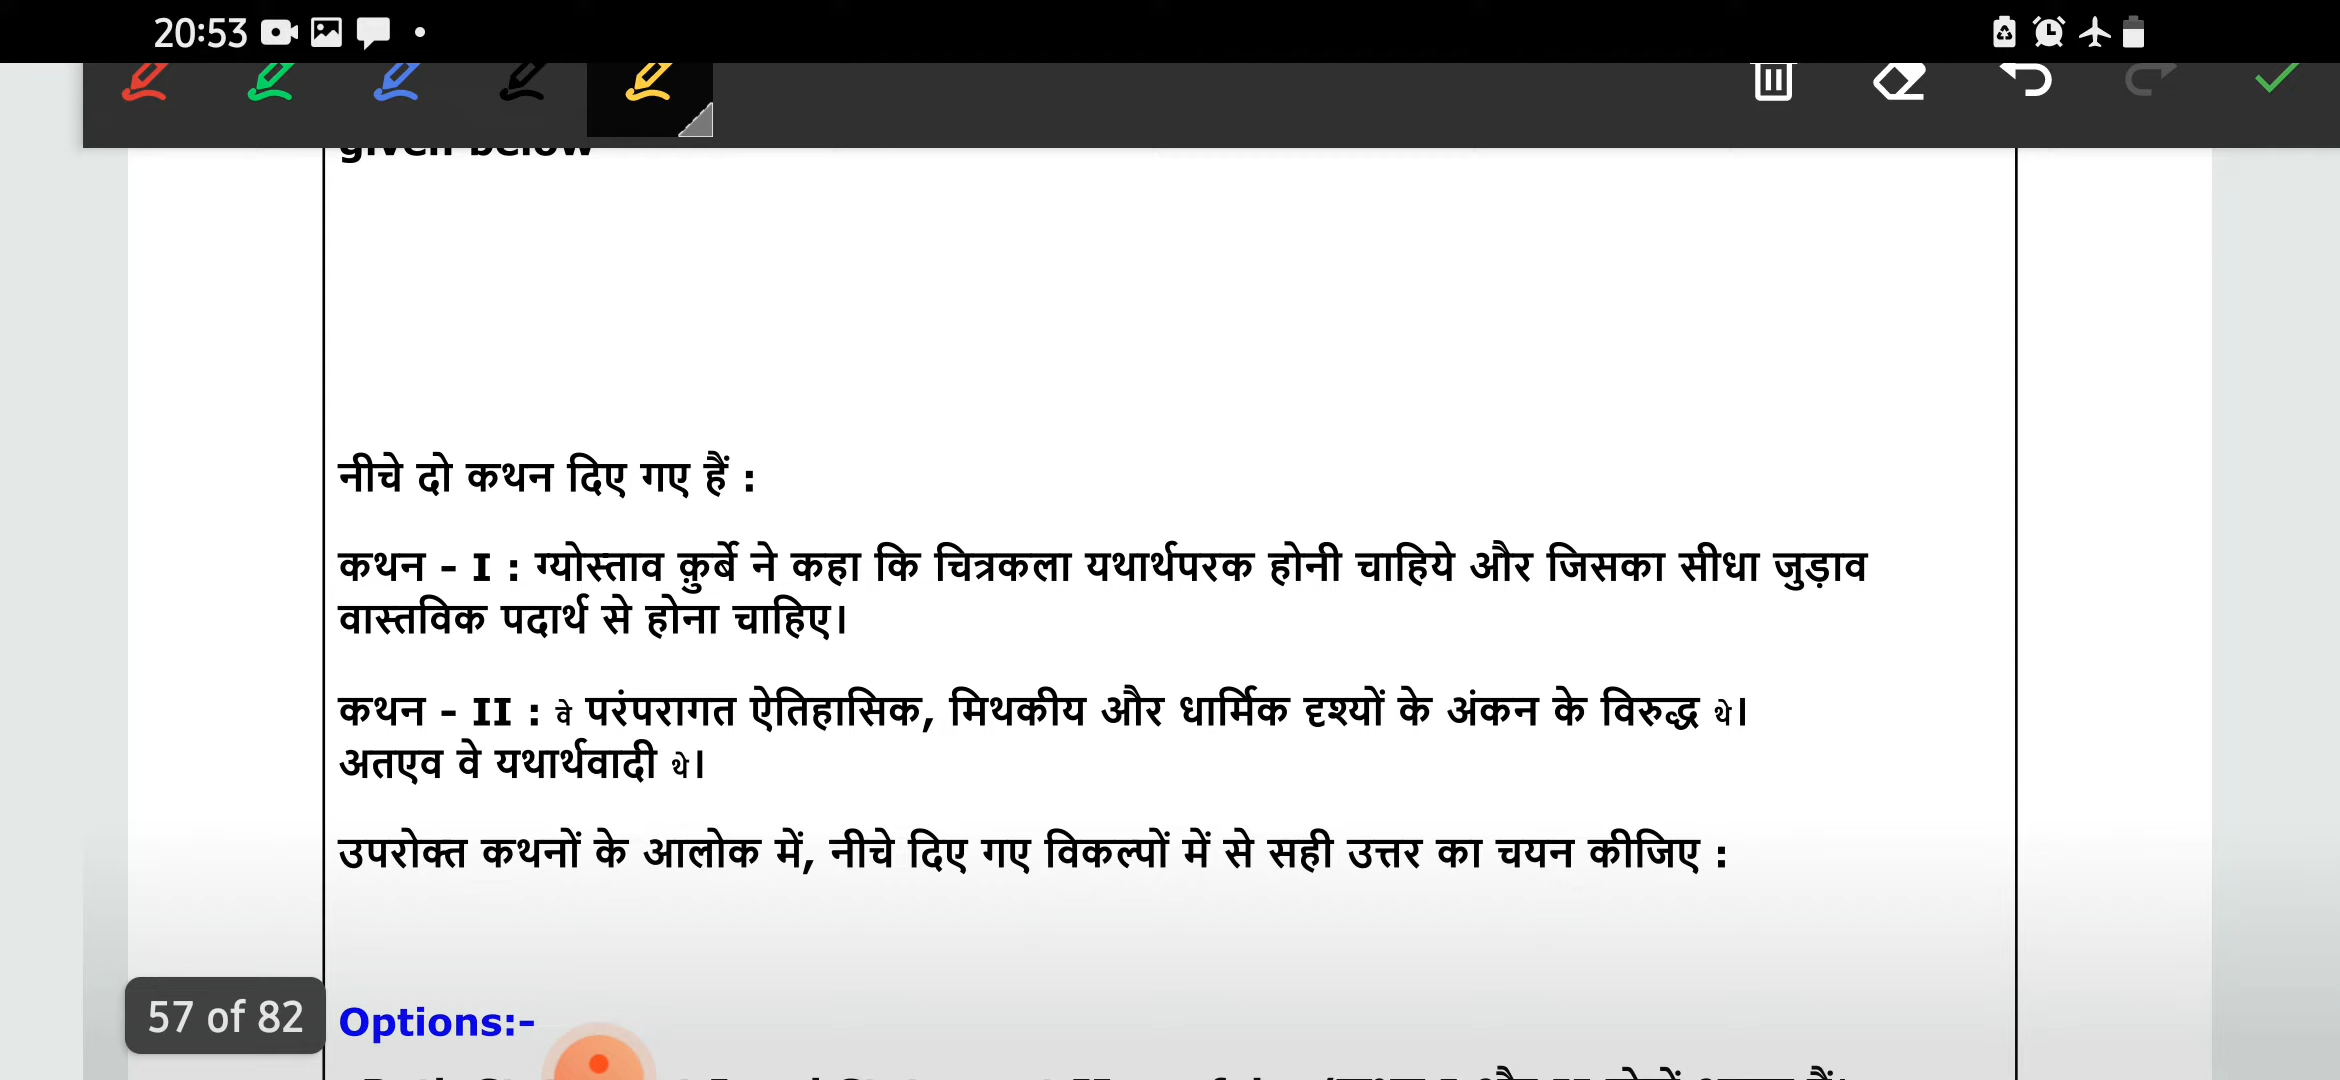 20:53
given below
नीचे दो कथन दिए गए हैं :
कथन - I : ग्योस्ताव क़ुर्बे ने कहा कि चित्रकला यथार्थपरक होनी चाहिये और जिसका सीधा जुड़ाव
वास्तविक पदार्थ से होना चाहिए।
कथन - II : वे परंपरागत ऐतिहासिक, मिथकीय और धार्मिक दृश्यों के अंकन के विरुद्ध थे।
अतएव वे यथार्थवादी थे।
उपरोक्त कथनों के आलोक में, नीचे दिए गए विकल्पों में से सही उत्तर का चयन कीजिए :
57 of 82
Options:-